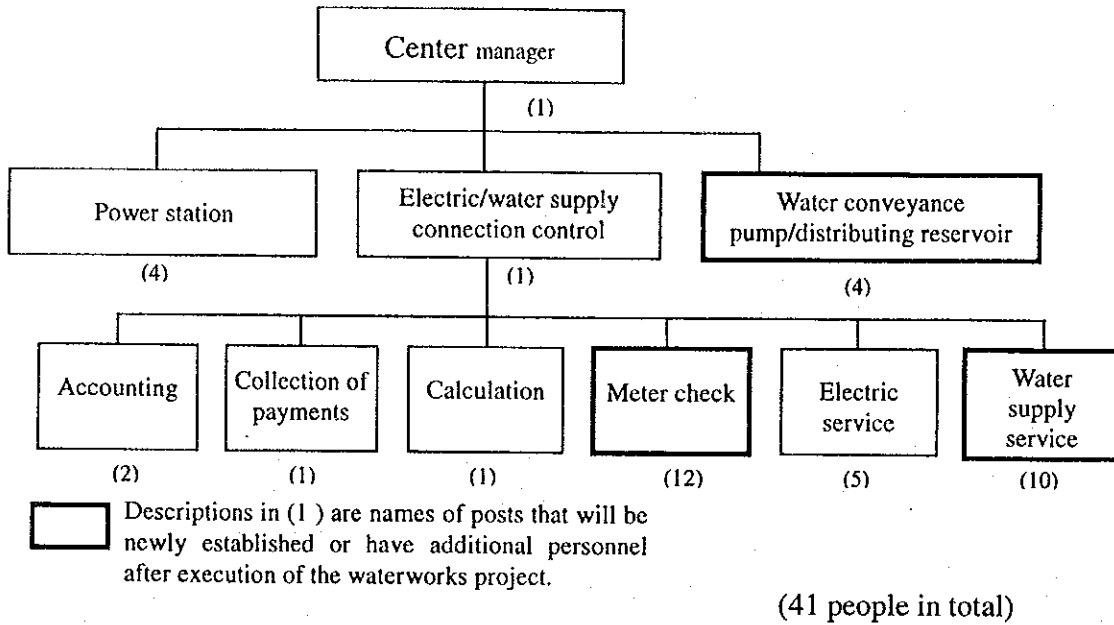 Center manager
(1)
Power station
(4)
Electric/water supply
connection control
(1)
Water conveyance
pump/distributing reservoir
(4)
Accounting
(2)
Collection of
payments
(1)
Calculation
(1)
Meter check
(12)
Electric
service
(5)
Water
supply
service
(10)
Descriptions in (1 ) are names of posts that will be
newly established or have additional personnel
after execution of the waterworks project.
(41 people in total)